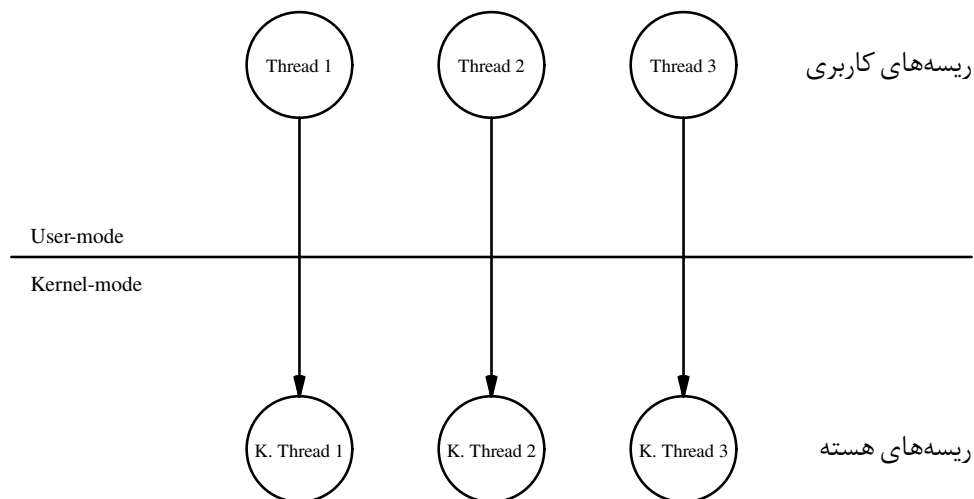 Thread 1
Thread 2
Thread 3
ریسه‌های کاربری
User-mode
Kernel-mode
K. Thread 1
K. Thread 2
K. Thread 3
ریسه‌های هسته